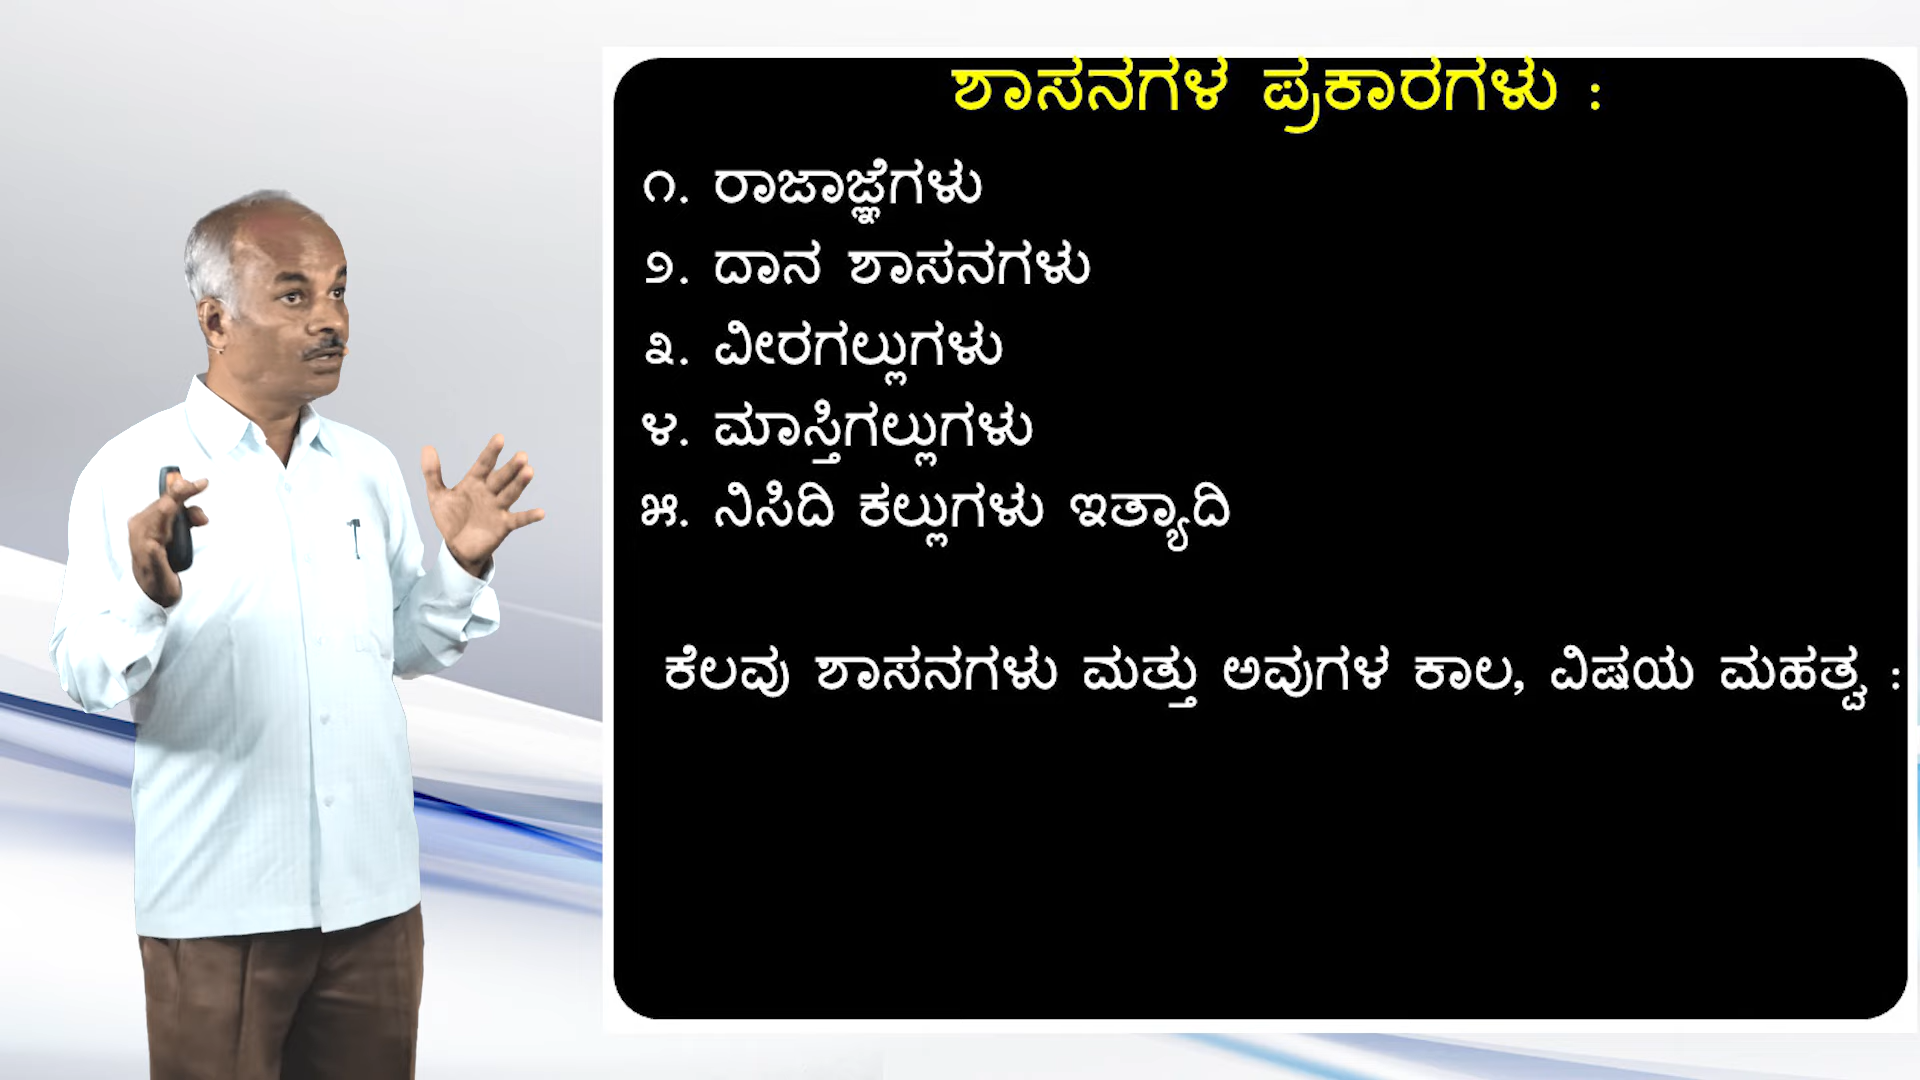 ಶಾಸನಗಳ ಪ್ರಕಾರಗಳು :
೧. ರಾಜಾಜ್ಞೆಗಳು
೨. ದಾನ ಶಾಸನಗಳು
೩. ವೀರಗಲ್ಲುಗಳು
೪. ಮಾಸ್ತಿಗಲ್ಲುಗಳು
೫. ನಿಸಿದಿ ಕಲ್ಲುಗಳು ಇತ್ಯಾದಿ
ಕೆಲವು ಶಾಸನಗಳು ಮತ್ತು ಅವುಗಳ ಕಾಲ, ವಿಷಯ ಮಹತ್ವ :